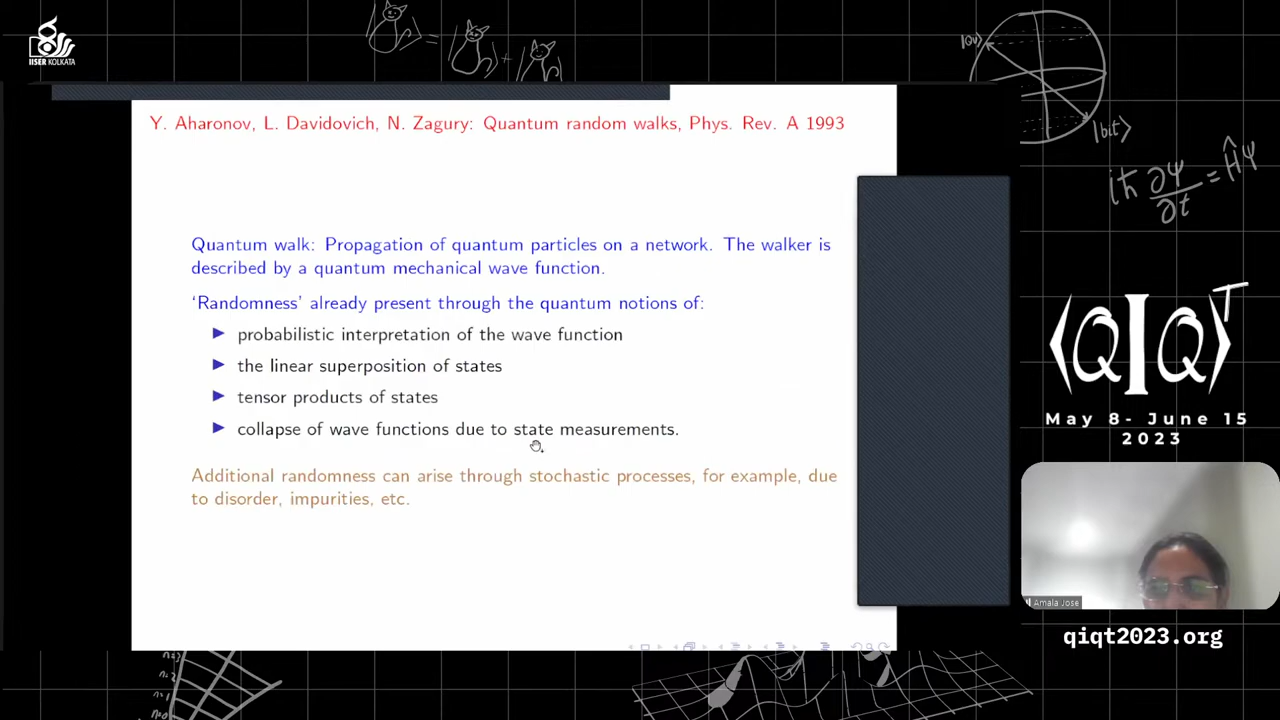 IISER KOLKATA
Y. Aharonov, L. Davidovich, N. Zagury: Quantum random walks, Phys. Rev. A 1993
Quantum walk: Propagation of quantum particles on a network. The walker is
described by a quantum mechanical wave function.
‘Randomness’ already present through the quantum notions of:
probabilistic interpretation of the wave function
the linear superposition of states
tensor products of states
collapse of wave functions due to state measurements.
Additional randomness can arise through stochastic processes, for example, due
to disorder, impurities, etc.
|bit⟩
iħ ∂ψ/∂t = Ĥψ
⟨QIQ⟩T
May 8- June 15
2023
Amala Jose
qiqt2023.org
n=2
n=1
n=0